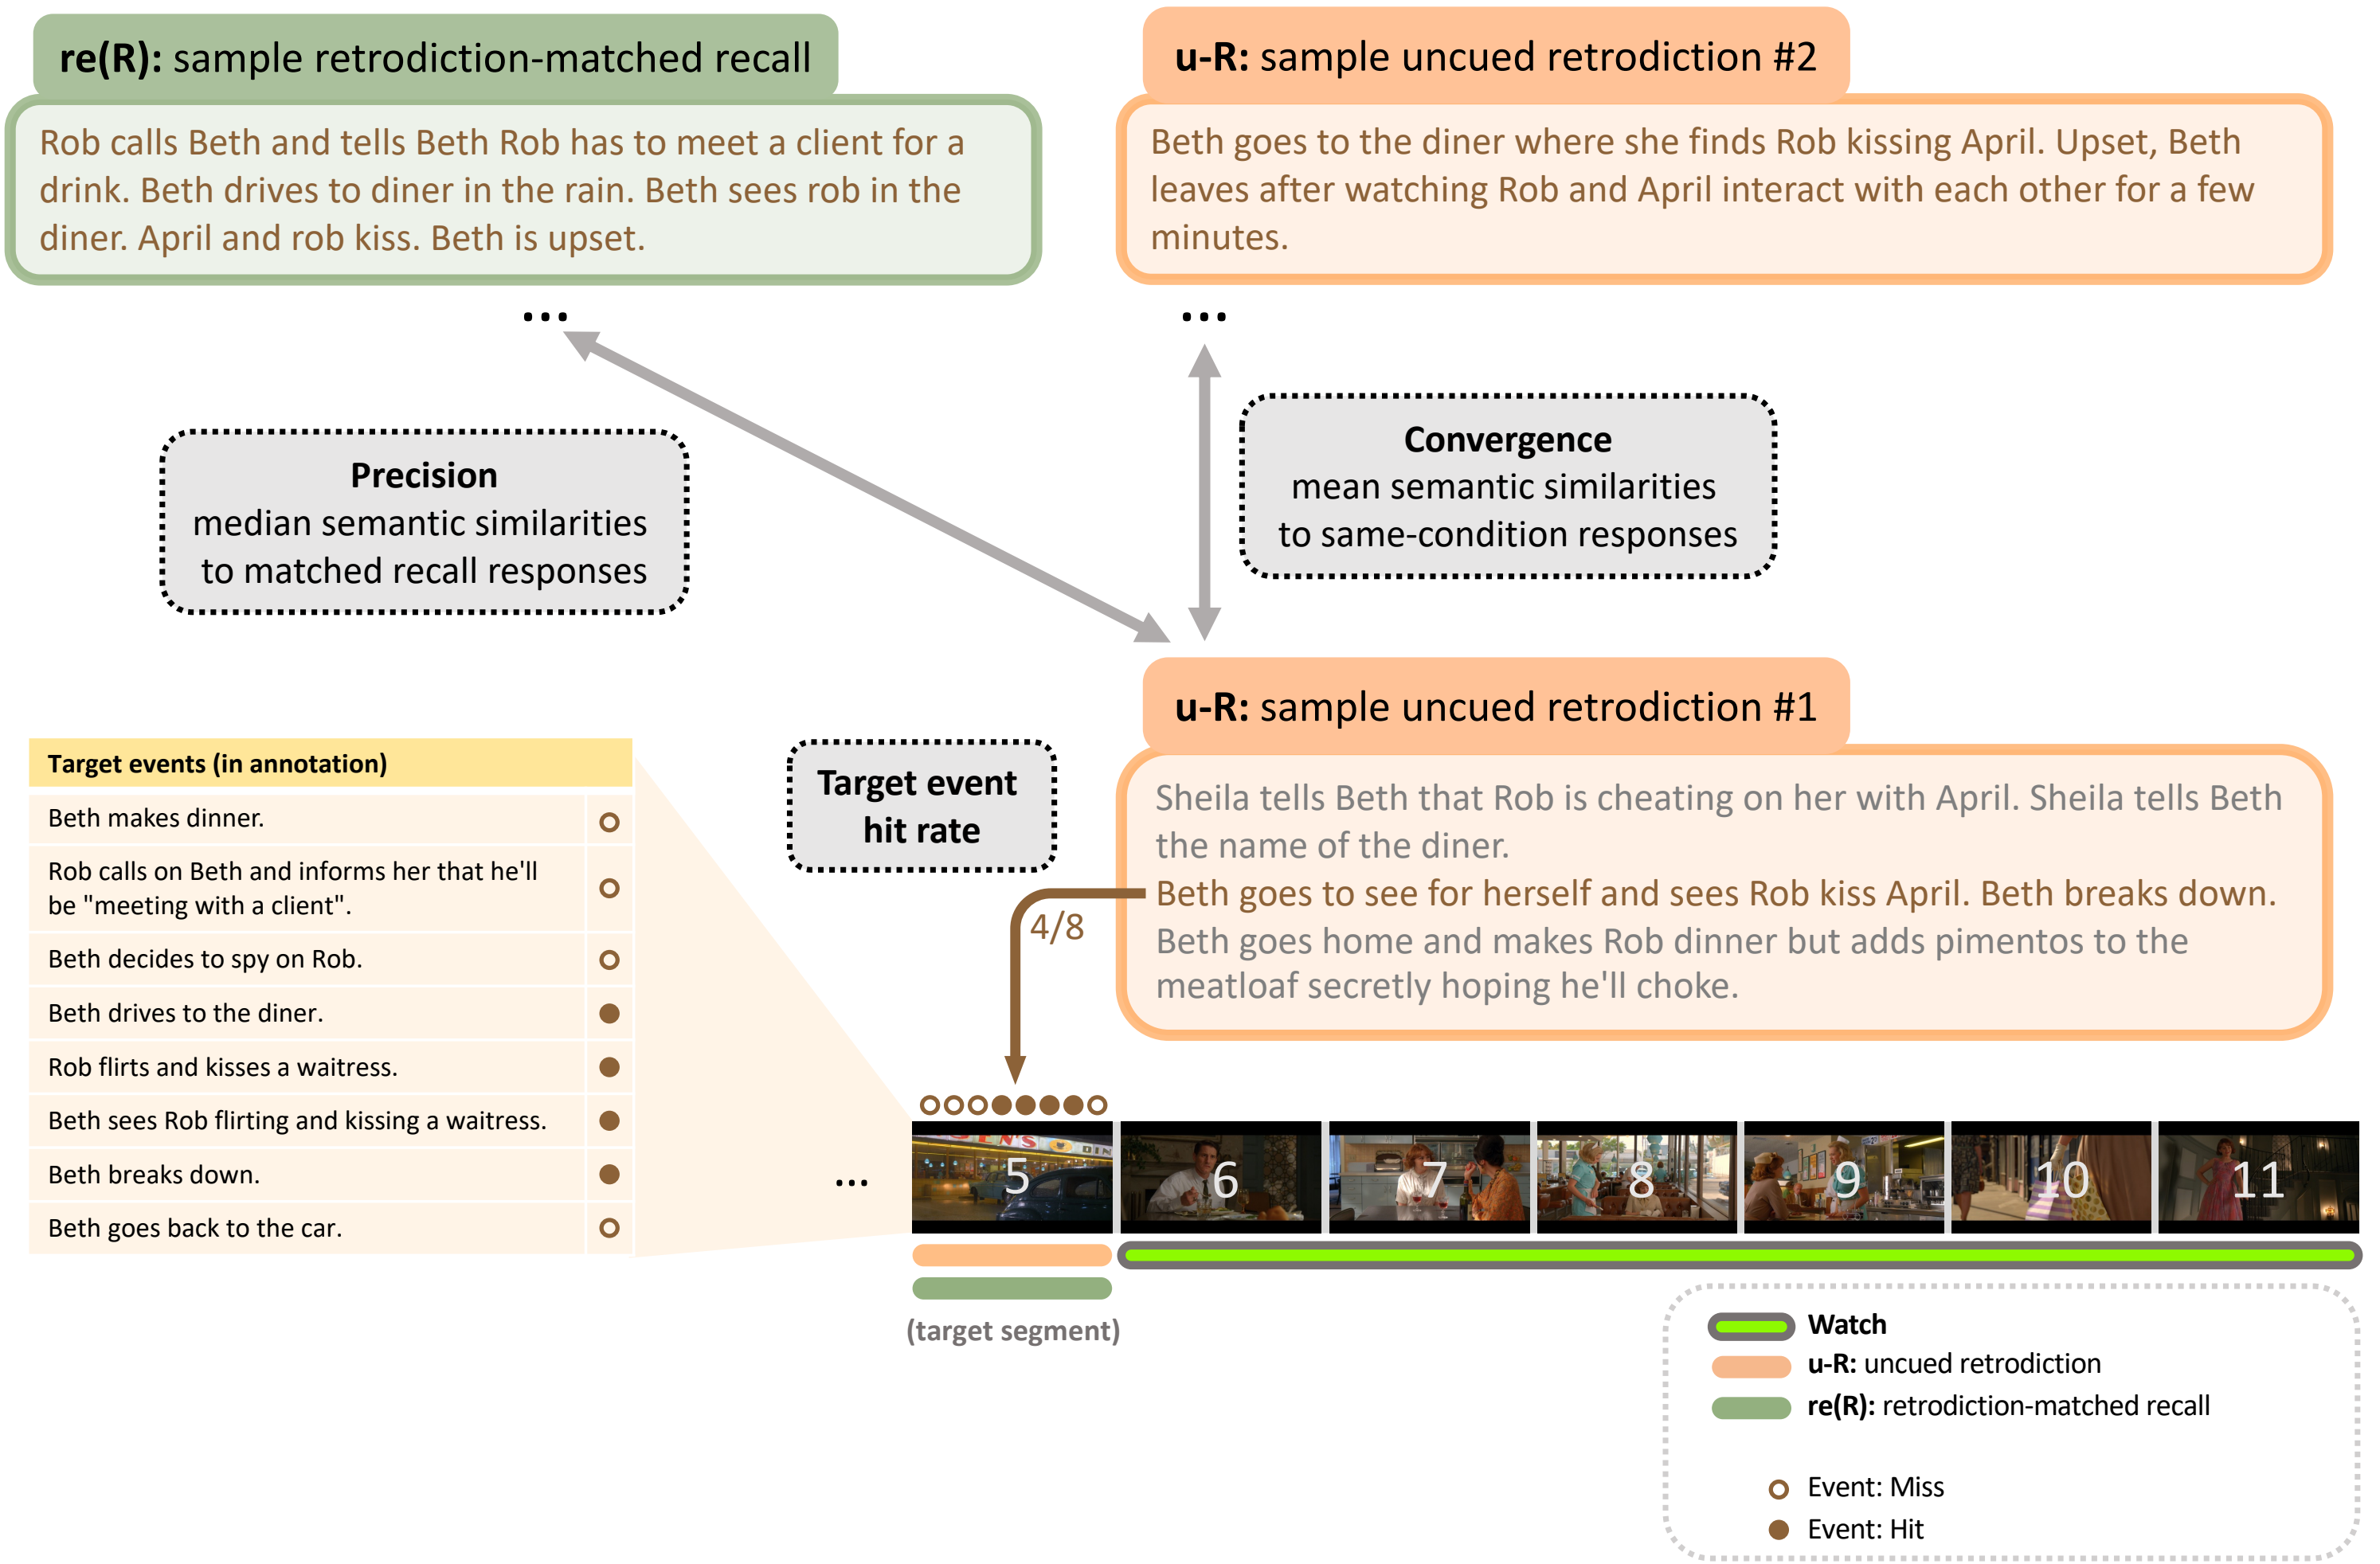 re(R): sample retrodiction-matched recall
Rob calls Beth and tells Beth Rob has to meet a client for a
drink. Beth drives to diner in the rain. Beth sees rob in the
diner. April and rob kiss. Beth is upset.
...
u-R: sample uncued retrodiction #2
Beth goes to the diner where she finds Rob kissing April. Upset, Beth
leaves after watching Rob and April interact with each other for a few
minutes.
...
Precision
median semantic similarities
to matched recall responses
Convergence
mean semantic similarities
to same-condition responses
u-R: sample uncued retrodiction #1
Sheila tells Beth that Rob is cheating on her with April. Sheila tells Beth
the name of the diner.
Beth goes to see for herself and sees Rob kiss April. Beth breaks down.
Beth goes home and makes Rob dinner but adds pimentos to the
meatloaf secretly hoping he'll choke.
Target event
hit rate
4/8
Target events (in annotation)
Beth makes dinner.
Rob calls on Beth and informs her that he'll
be "meeting with a client".
Beth decides to spy on Rob.
Beth drives to the diner.
Rob flirts and kisses a waitress.
Beth sees Rob flirting and kissing a waitress.
Beth breaks down.
Beth goes back to the car.
...
5
6
7
8
9
10
11
(target segment)
Watch
u-R: uncued retrodiction
re(R): retrodiction-matched recall
Event: Miss
Event: Hit